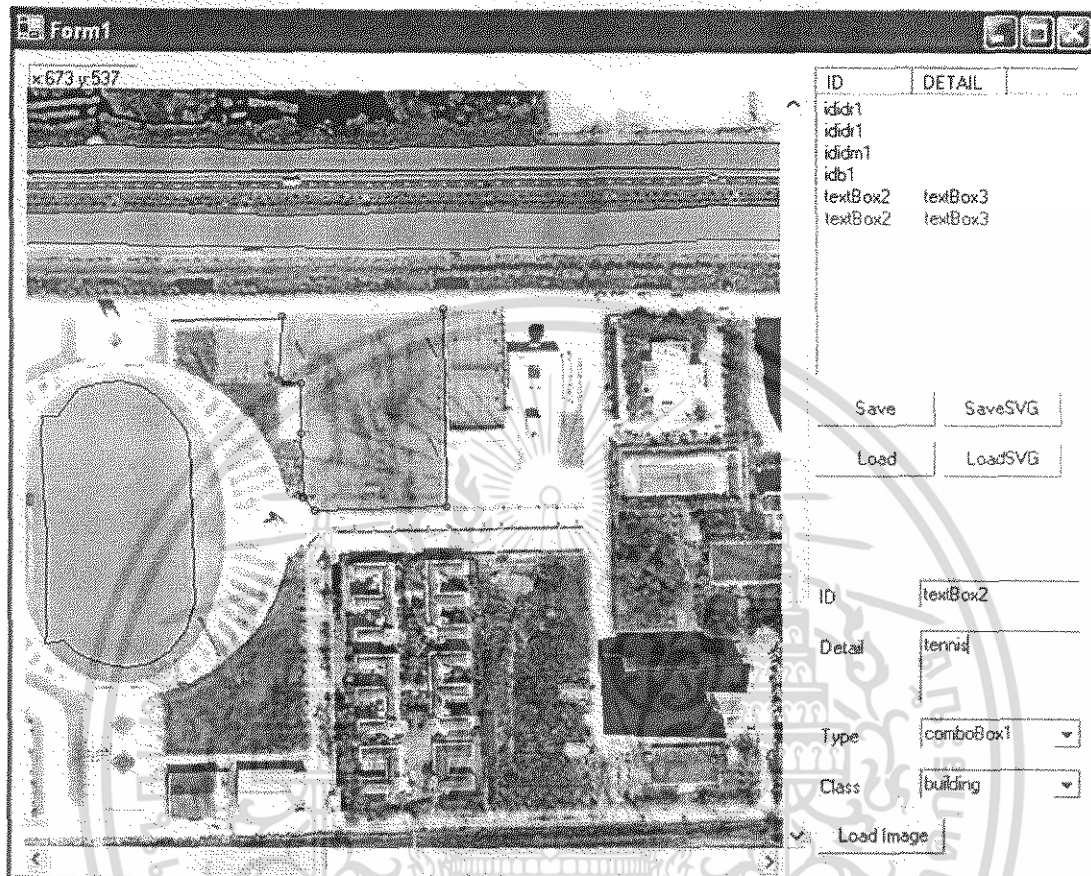 Form1
x:673 y:537
ID DETAIL
ididr1
ididr1
ididm1
idb1
textBox2 textBox3
textBox2 textBox3
Save SaveSVG
Load LoadSVG
ID textBox2
Detail tennis
Type comboBox1
Class building
Load Image